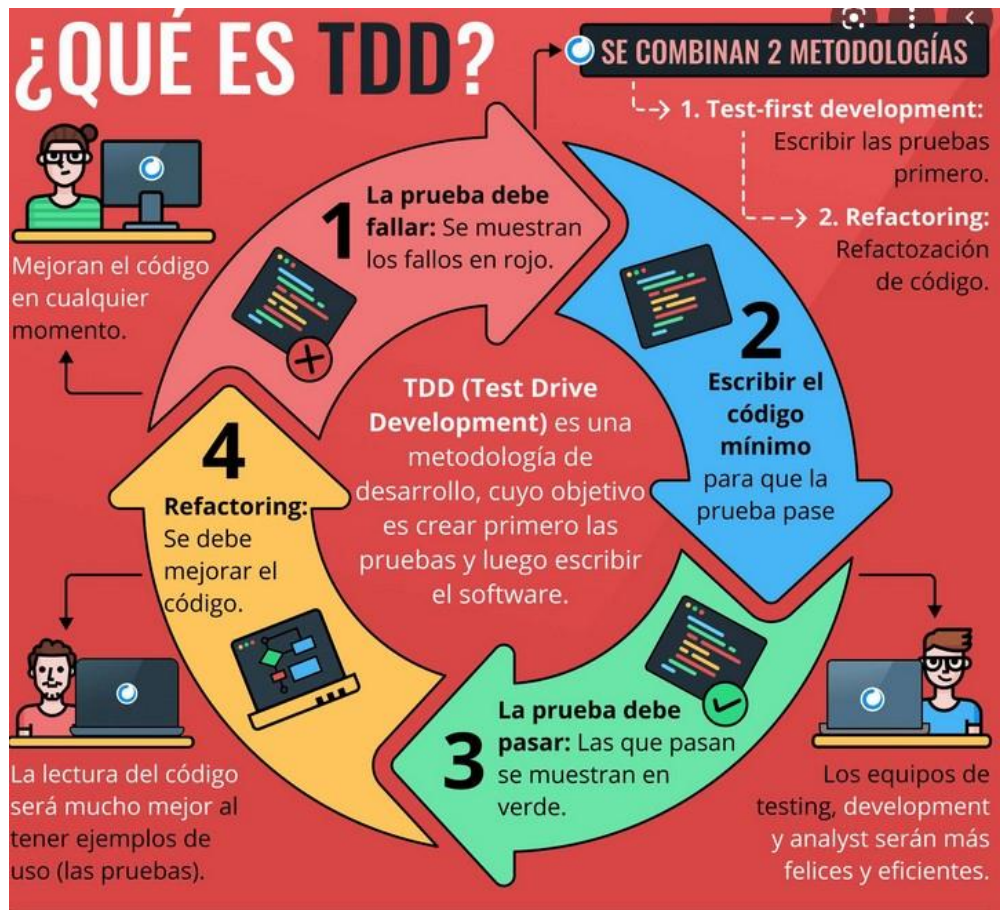 ¿QUÉ ES TDD?
SE COMBINAN 2 METODOLOGÍAS
1. Test-first development:
Escribir las pruebas
primero.
2. Refactoring:
Refactozación
de código.
1
La prueba debe
fallar: Se muestran
los fallos en rojo.
Mejoran el código
en cualquier
momento.
2
Escribir el
código
mínimo
para que la
prueba pase
TDD (Test Drive
Development) es una
metodología de
desarrollo, cuyo objetivo
es crear primero las
pruebas y luego escribir
el software.
4
Refactoring:
Se debe
mejorar el
código.
3
La prueba debe
pasar: Las que pasan
se muestran en
verde.
La lectura del código
será mucho mejor al
tener ejemplos de
uso (las pruebas).
Los equipos de
testing, development
y analyst serán más
felices y eficientes.